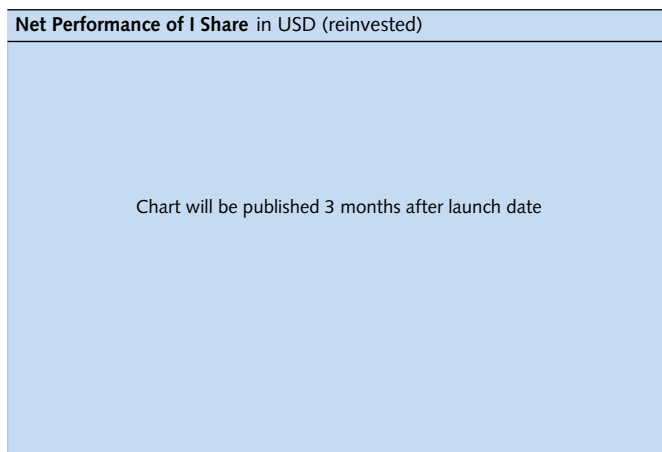 Net Performance of I Share in USD (reinvested)
Chart will be published 3 months after launch date